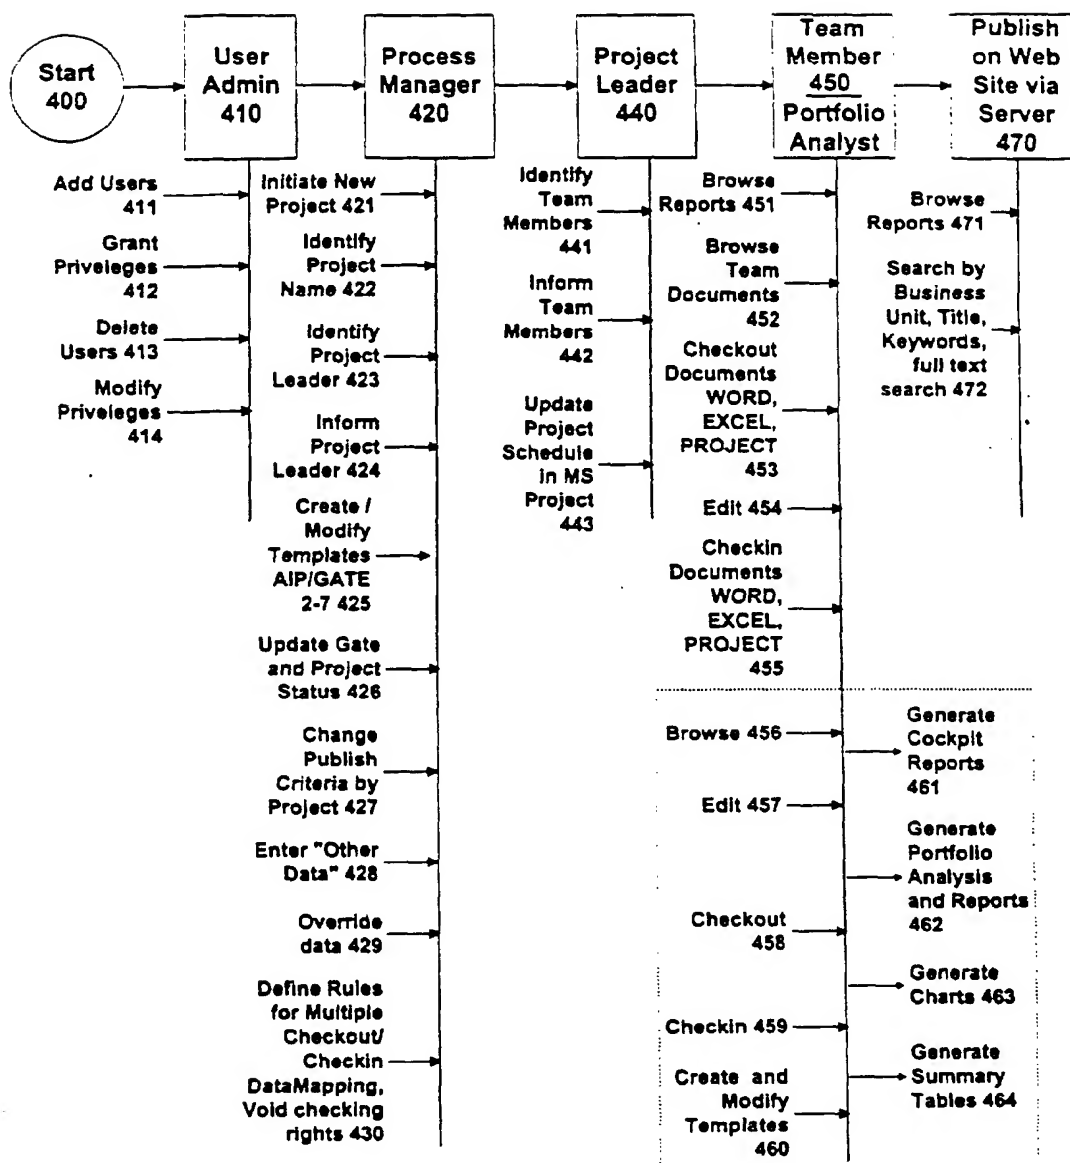 Start
400
User
Admin
410
Process
Manager
420
Project
Leader
440
Team
Member
450
Portfolio
Analyst
Publish
on Web
Site via
Server
470
Add Users
411
Grant
Priveleges
412
Delete
Users 413
Modify
Priveleges
414
Initiate New
Project 421
Identify
Project
Name 422
Identify
Project
Leader 423
Inform
Project
Leader 424
Create /
Modify
Templates
AIP/GATE
2-7 425
Update Gate
and Project
Status 426
Change
Publish
Criteria by
Project 427
Enter "Other
Data" 428
Override
data 429
Define Rules
for Multiple
Checkout/
Checkin
DataMapping,
Void checking
rights 430
Identify
Team
Members
441
Inform
Team
Members
442
Update
Project
Schedule
in MS
Project
443
Browse
Reports 451
Browse
Team
Documents
452
Checkout
Documents
WORD,
EXCEL,
PROJECT
453
Edit 454
Checkin
Documents
WORD,
EXCEL,
PROJECT
455
Browse 456
Edit 457
Checkout
458
Checkin 459
Create and
Modify
Templates
460
Generate
Cockpit
Reports
461
Generate
Portfolio
Analysis
and Reports
462
Generate
Charts 463
Generate
Summary
Tables 464
Browse
Reports 471
Search by
Business
Unit, Title,
Keywords,
full text
search 472